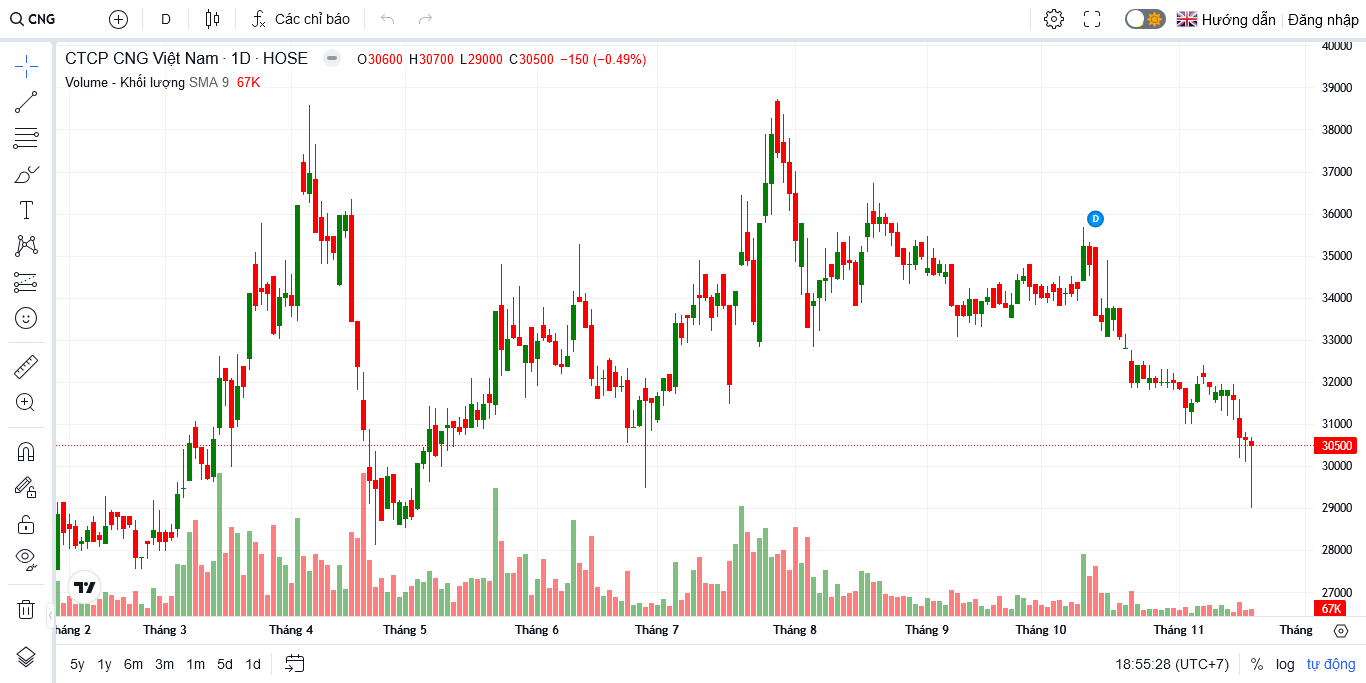 CNG D Các chỉ báo Hướng dẫn Đăng nhập
CTCP CNG Việt Nam · 1D · HOSE O30600 H30700 L29000 C30500 −150 (−0.49%)
Volume - Khối lượng SMA 9 67K
D
40000
39000
38000
37000
36000
35000
34000
33000
32000
31000
30500
30000
29000
28000
27000
67K
háng 2 Tháng 3 Tháng 4 Tháng 5 Tháng 6 Tháng 7 Tháng 8 Tháng 9 Tháng 10 Tháng 11 Tháng
5y 1y 6m 3m 1m 5d 1d 18:55:28 (UTC+7) % log tự động